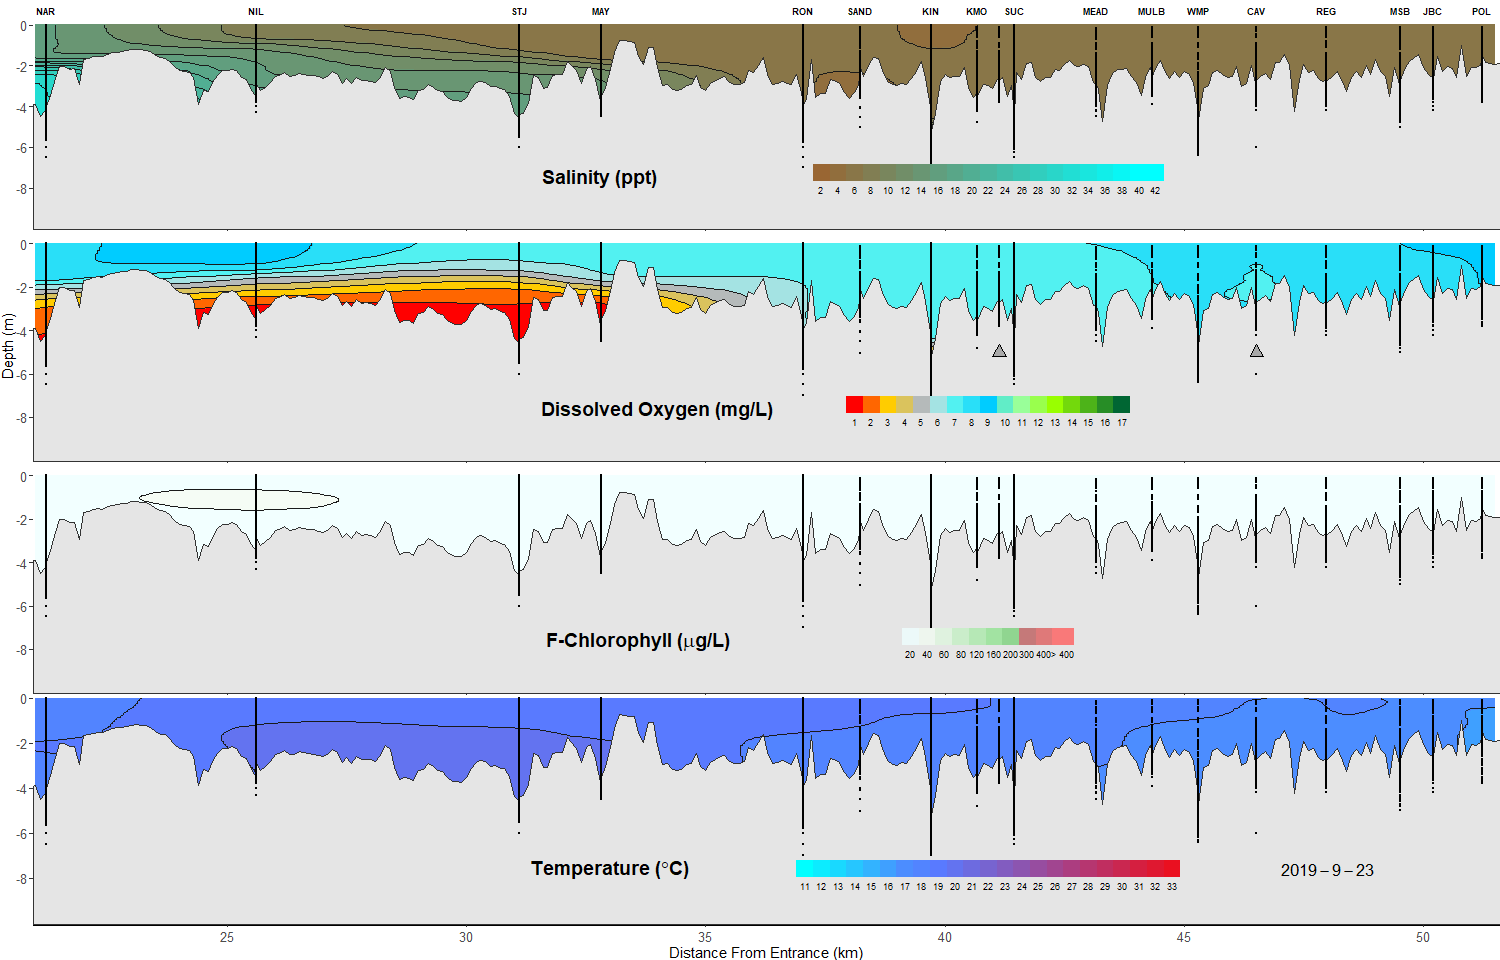 NAR NIL STJ MAY RON SAND KIN KMO SUC MEAD MULB WMP CAV REG MSB JBC POL
0
-2
-4
-6
-8
Salinity (ppt)
2 4 6 8 10 12 14 16 18 20 22 24 26 28 30 32 34 36 38 40 42
0
-2
-4
-6
-8
Depth (m)
Dissolved Oxygen (mg/L)
1 2 3 4 5 6 7 8 9 10 11 12 13 14 15 16 17
0
-2
-4
-6
-8
F-Chlorophyll (μg/L)
20 40 60 80 120 160 200 300 400 > 400
0
-2
-4
-6
-8
Temperature (°C)
11 12 13 14 15 16 17 18 19 20 21 22 23 24 25 26 27 28 29 30 31 32 33
2019 – 9 – 23
25 30 35 40 45 50
Distance From Entrance (km)